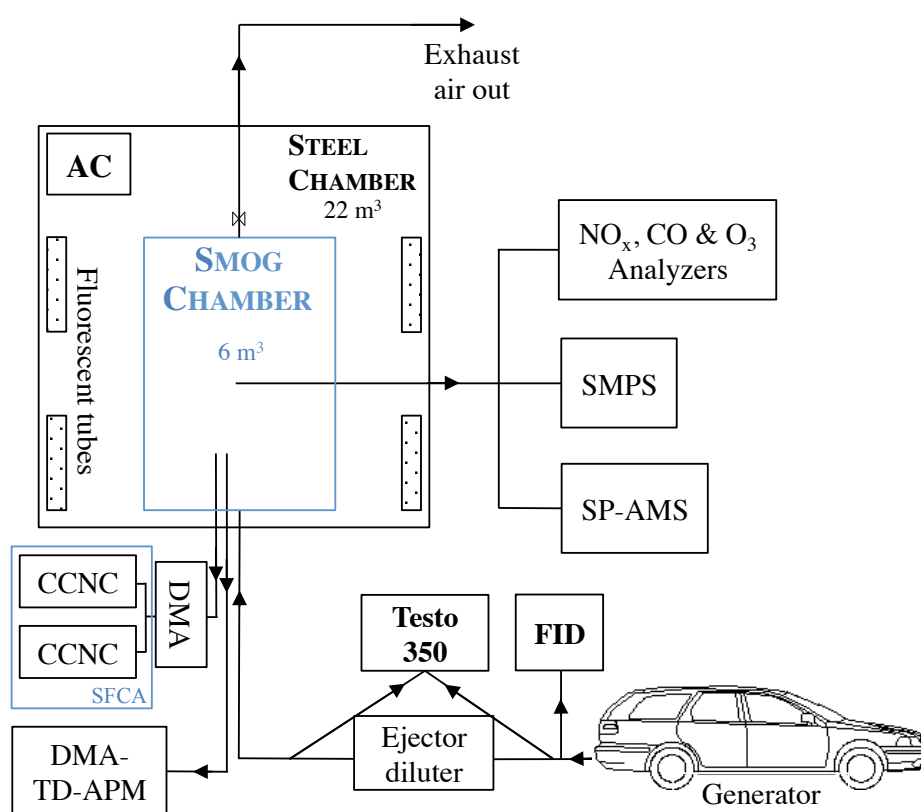 Exhaust
air out
AC
STEEL
CHAMBER
22 m³
Fluorescent tubes
SMOG
CHAMBER
6 m³
NOₓ, CO & O₃
Analyzers
SMPS
SP-AMS
CCNC
CCNC
SFCA
DMA
DMA-
TD-APM
Testo
350
FID
Ejector
diluter
Generator